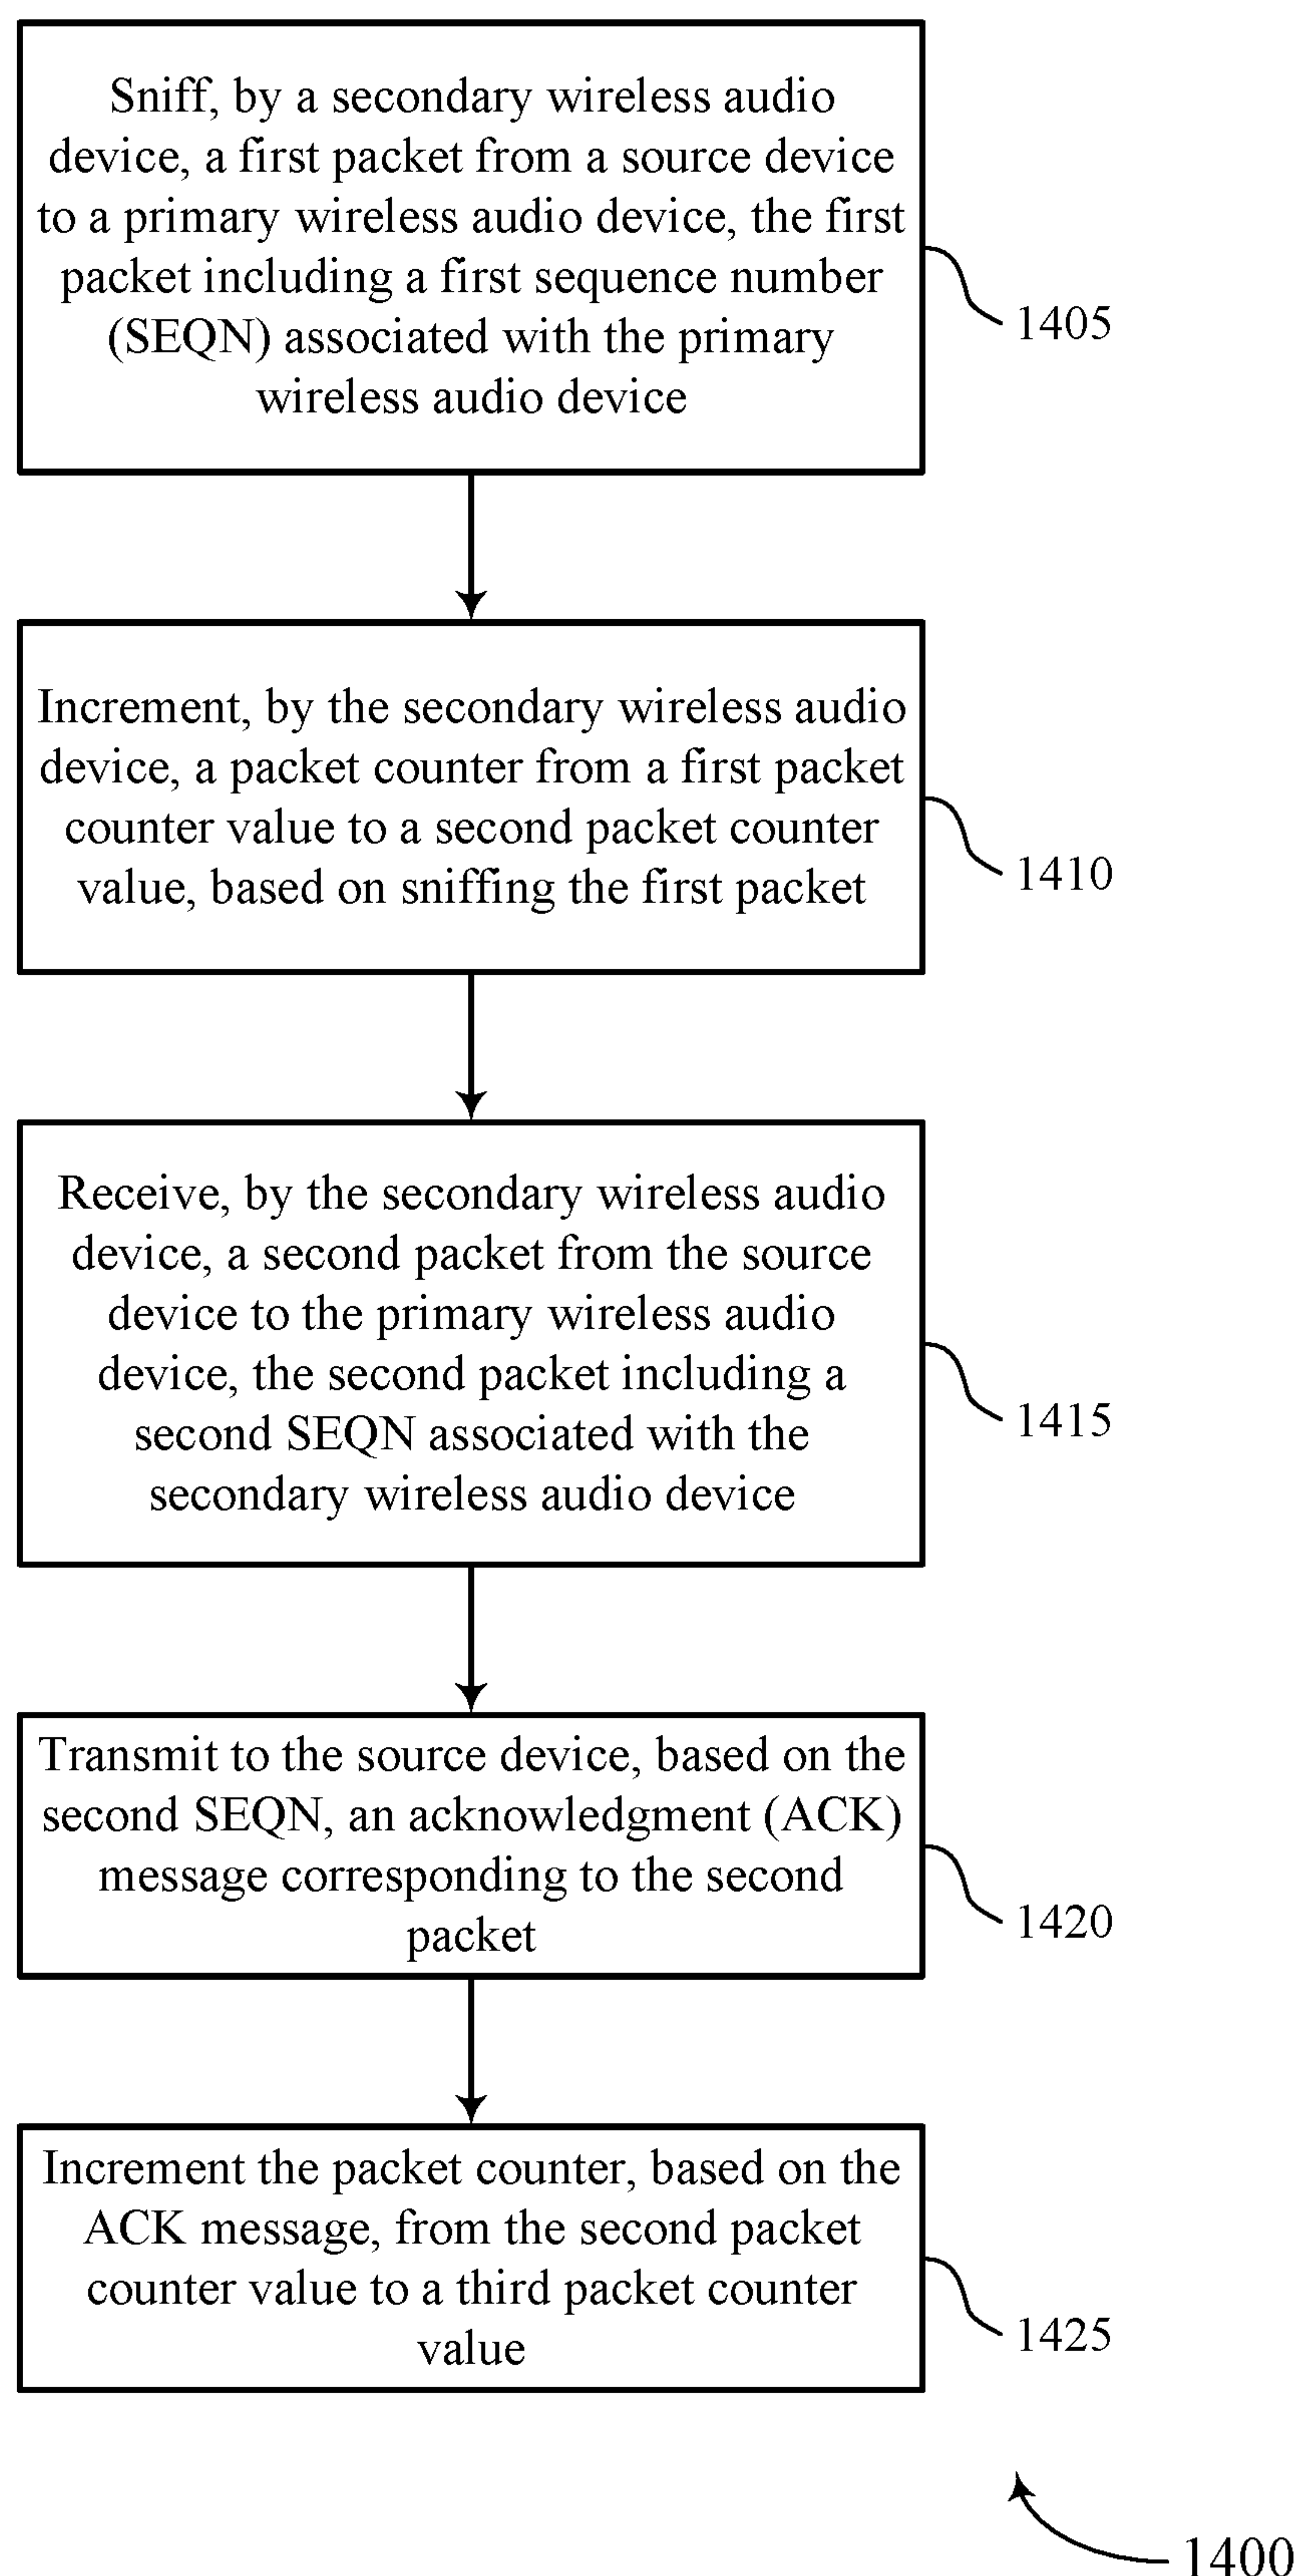 Sniff, by a secondary wireless audio
device, a first packet from a source device
to a primary wireless audio device, the first
packet including a first sequence number
(SEQN) associated with the primary
wireless audio device
1405
Increment, by the secondary wireless audio
device, a packet counter from a first packet
counter value to a second packet counter
value, based on sniffing the first packet
1410
Receive, by the secondary wireless audio
device, a second packet from the source
device to the primary wireless audio
device, the second packet including a
second SEQN associated with the
secondary wireless audio device
1415
Transmit to the source device, based on the
second SEQN, an acknowledgment (ACK)
message corresponding to the second
packet
1420
Increment the packet counter, based on the
ACK message, from the second packet
counter value to a third packet counter
value
1425
1400